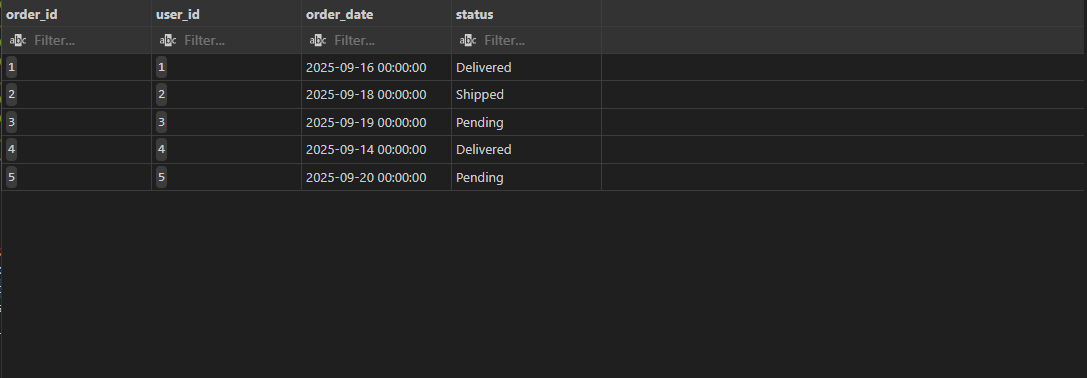 order_id user_id order_date status
abc Filter... abc Filter... abc Filter... abc Filter...
1 1 2025-09-16 00:00:00 Delivered
2 2 2025-09-18 00:00:00 Shipped
3 3 2025-09-19 00:00:00 Pending
4 4 2025-09-14 00:00:00 Delivered
5 5 2025-09-20 00:00:00 Pending